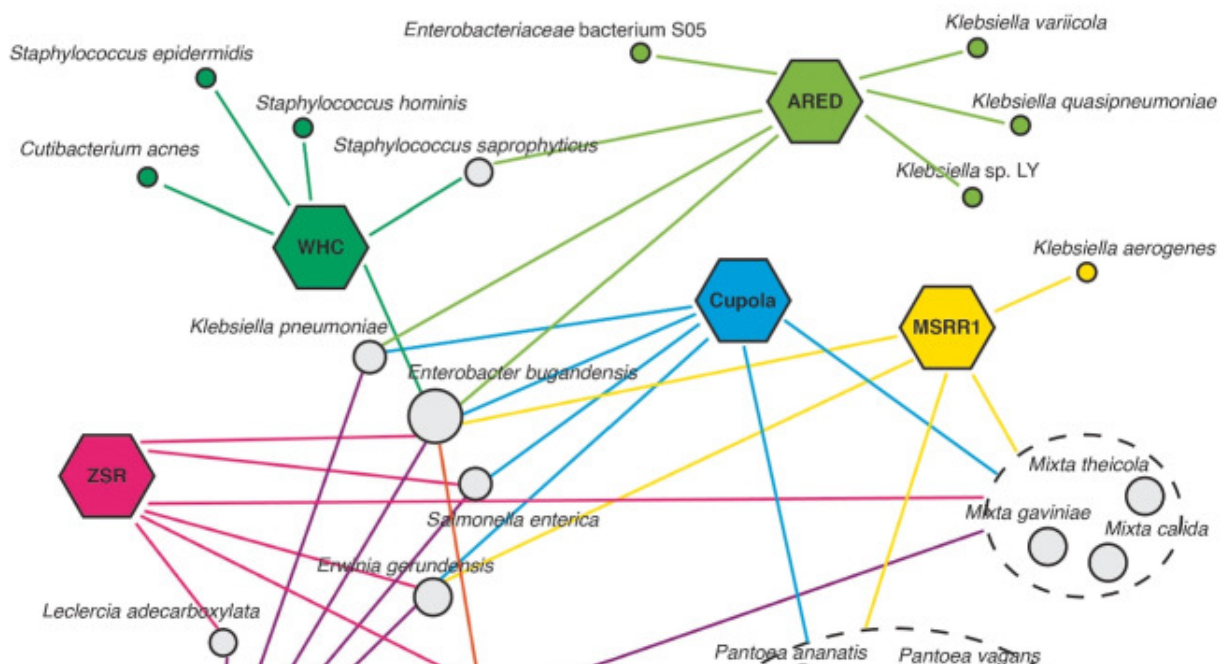 Enterobacteriaceae bacterium S05
Klebsiella variicola
Staphylococcus epidermidis
Staphylococcus hominis
ARED
Klebsiella quasipneumoniae
Cutibacterium acnes
Staphylococcus saprophyticus
Klebsiella sp. LY
WHC
Klebsiella aerogenes
Cupola
Klebsiella pneumoniae
MSRR1
Enterobacter bugandensis
ZSR
Mixta theicola
Salmonella enterica
Mixta gaviniae
Mixta calida
Erwinia gerundensis
Leclercia adecarboxylata
Pantoea ananatis
Pantoea vagans